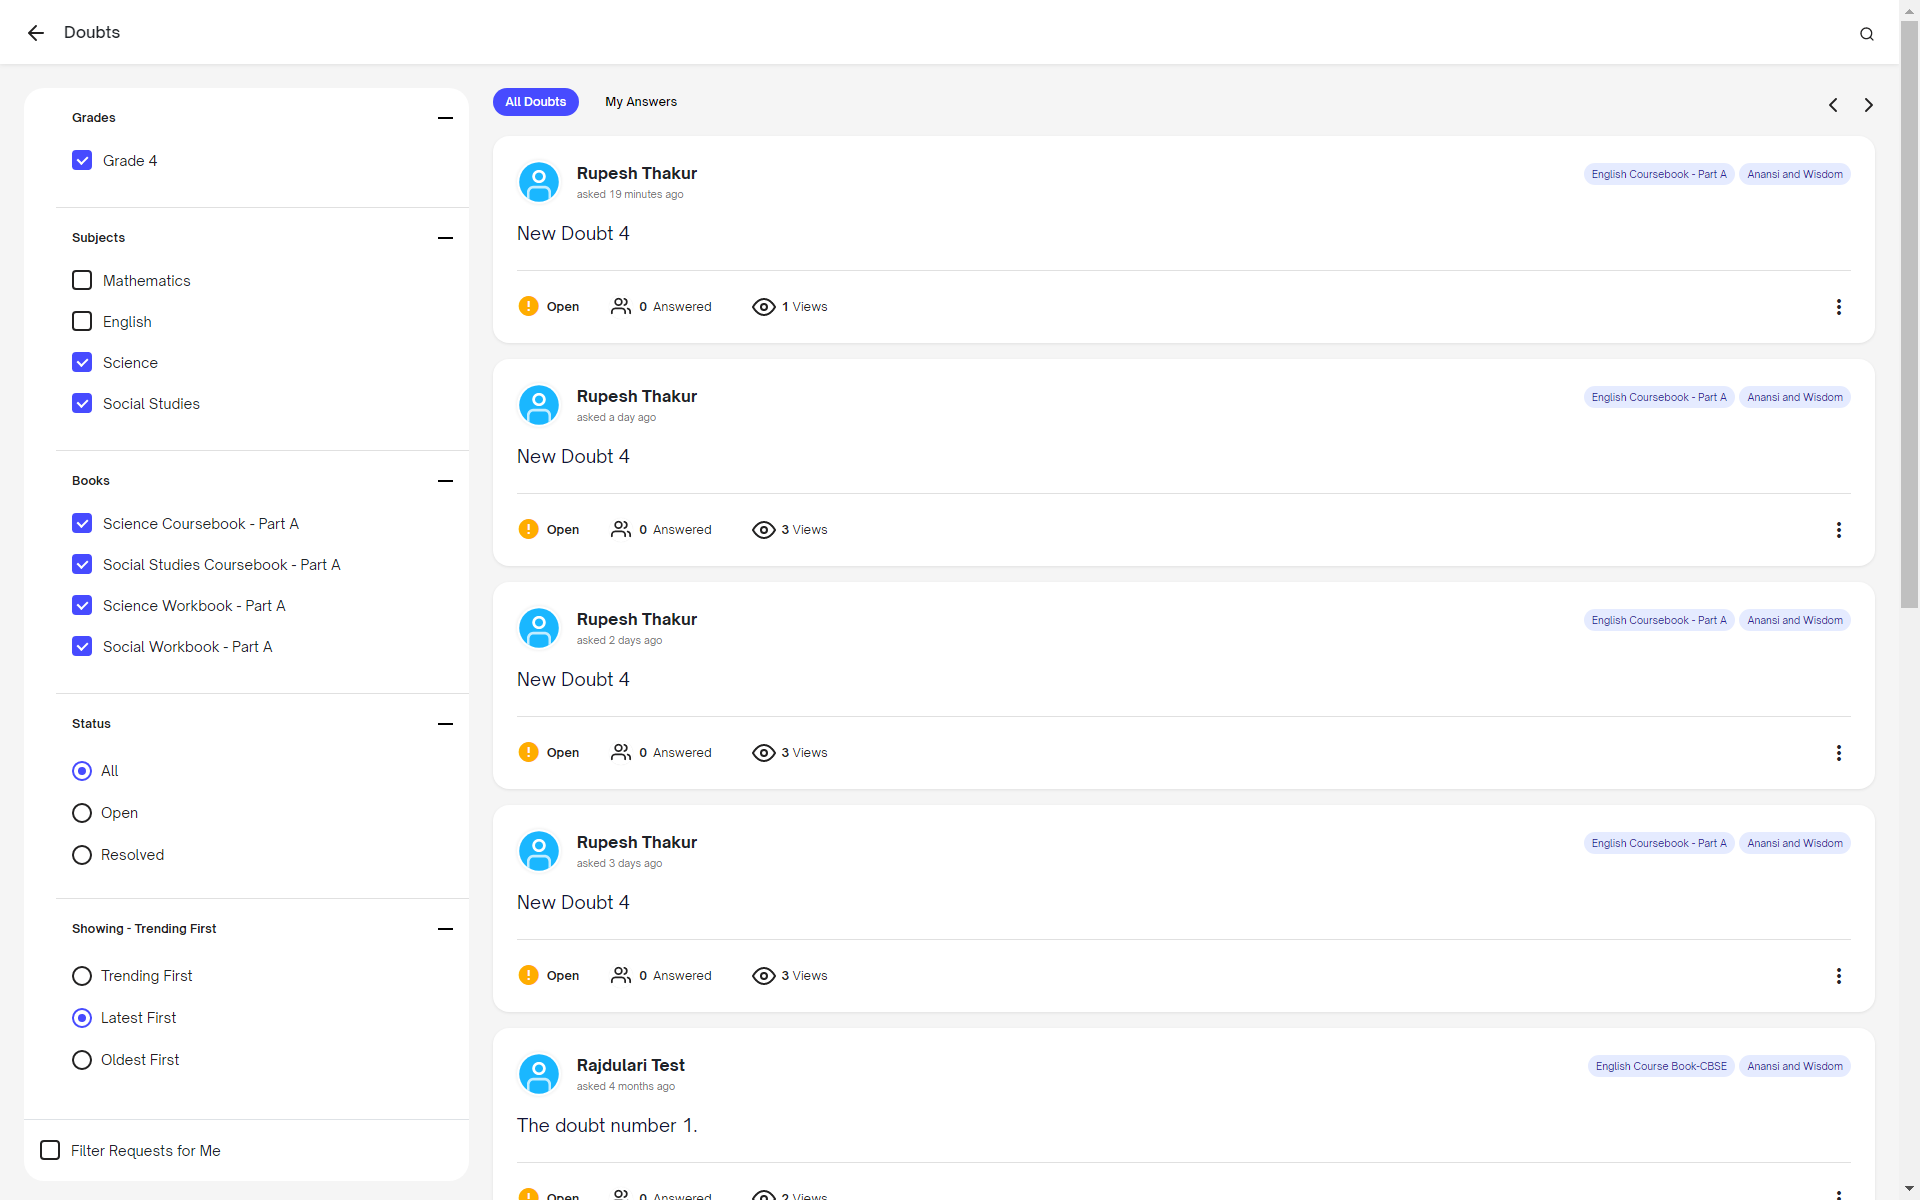 Doubts
Grades
Grade 4
Subjects
Mathematics
English
Science
Social Studies
Books
Science Coursebook - Part A
Social Studies Coursebook - Part A
Science Workbook - Part A
Social Workbook - Part A
Status
All
Open
Resolved
Showing - Trending First
Trending First
Latest First
Oldest First
Filter Requests for Me
All Doubts My Answers
Rupesh Thakur English Coursebook - Part A Anansi and Wisdom
asked 19 minutes ago
New Doubt 4
Open 0 Answered 1 Views
Rupesh Thakur English Coursebook - Part A Anansi and Wisdom
asked a day ago
New Doubt 4
Open 0 Answered 3 Views
Rupesh Thakur English Coursebook - Part A Anansi and Wisdom
asked 2 days ago
New Doubt 4
Open 0 Answered 3 Views
Rupesh Thakur English Coursebook - Part A Anansi and Wisdom
asked 3 days ago
New Doubt 4
Open 0 Answered 3 Views
Rajdulari Test English Course Book-CBSE Anansi and Wisdom
asked 4 months ago
The doubt number 1.
Open 0 Answered 2 Views